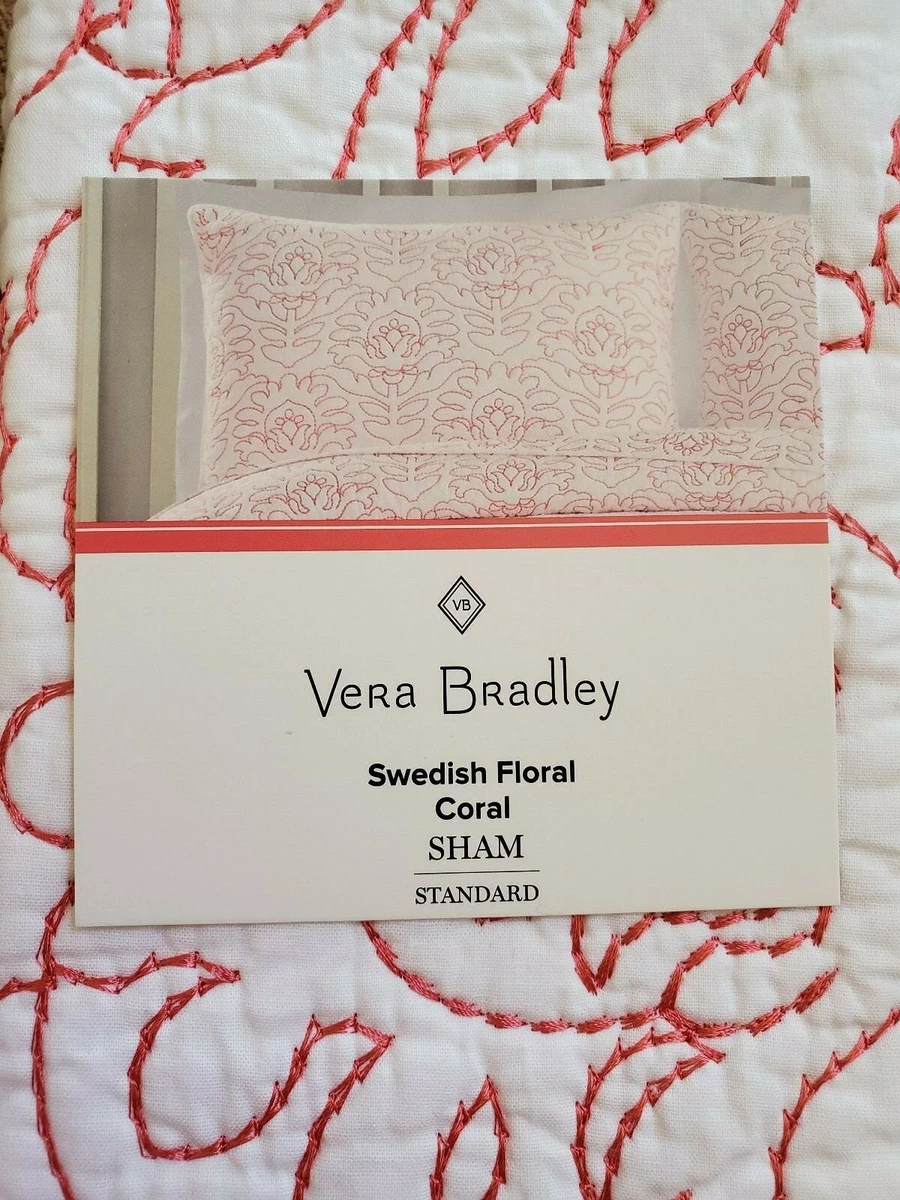 VB
Vera Bradley
Swedish Floral
Coral
SHAM
STANDARD